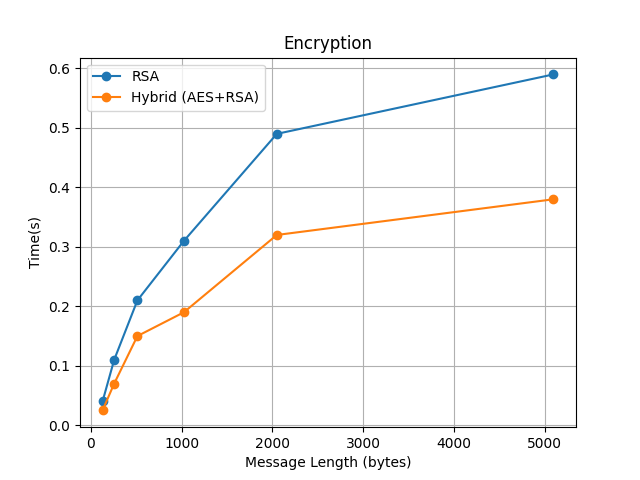 Encryption
RSA
Hybrid (AES+RSA)
0.6
0.5
0.4
0.3
0.2
0.1
0.0
Time(s)
0 1000 2000 3000 4000 5000
Message Length (bytes)